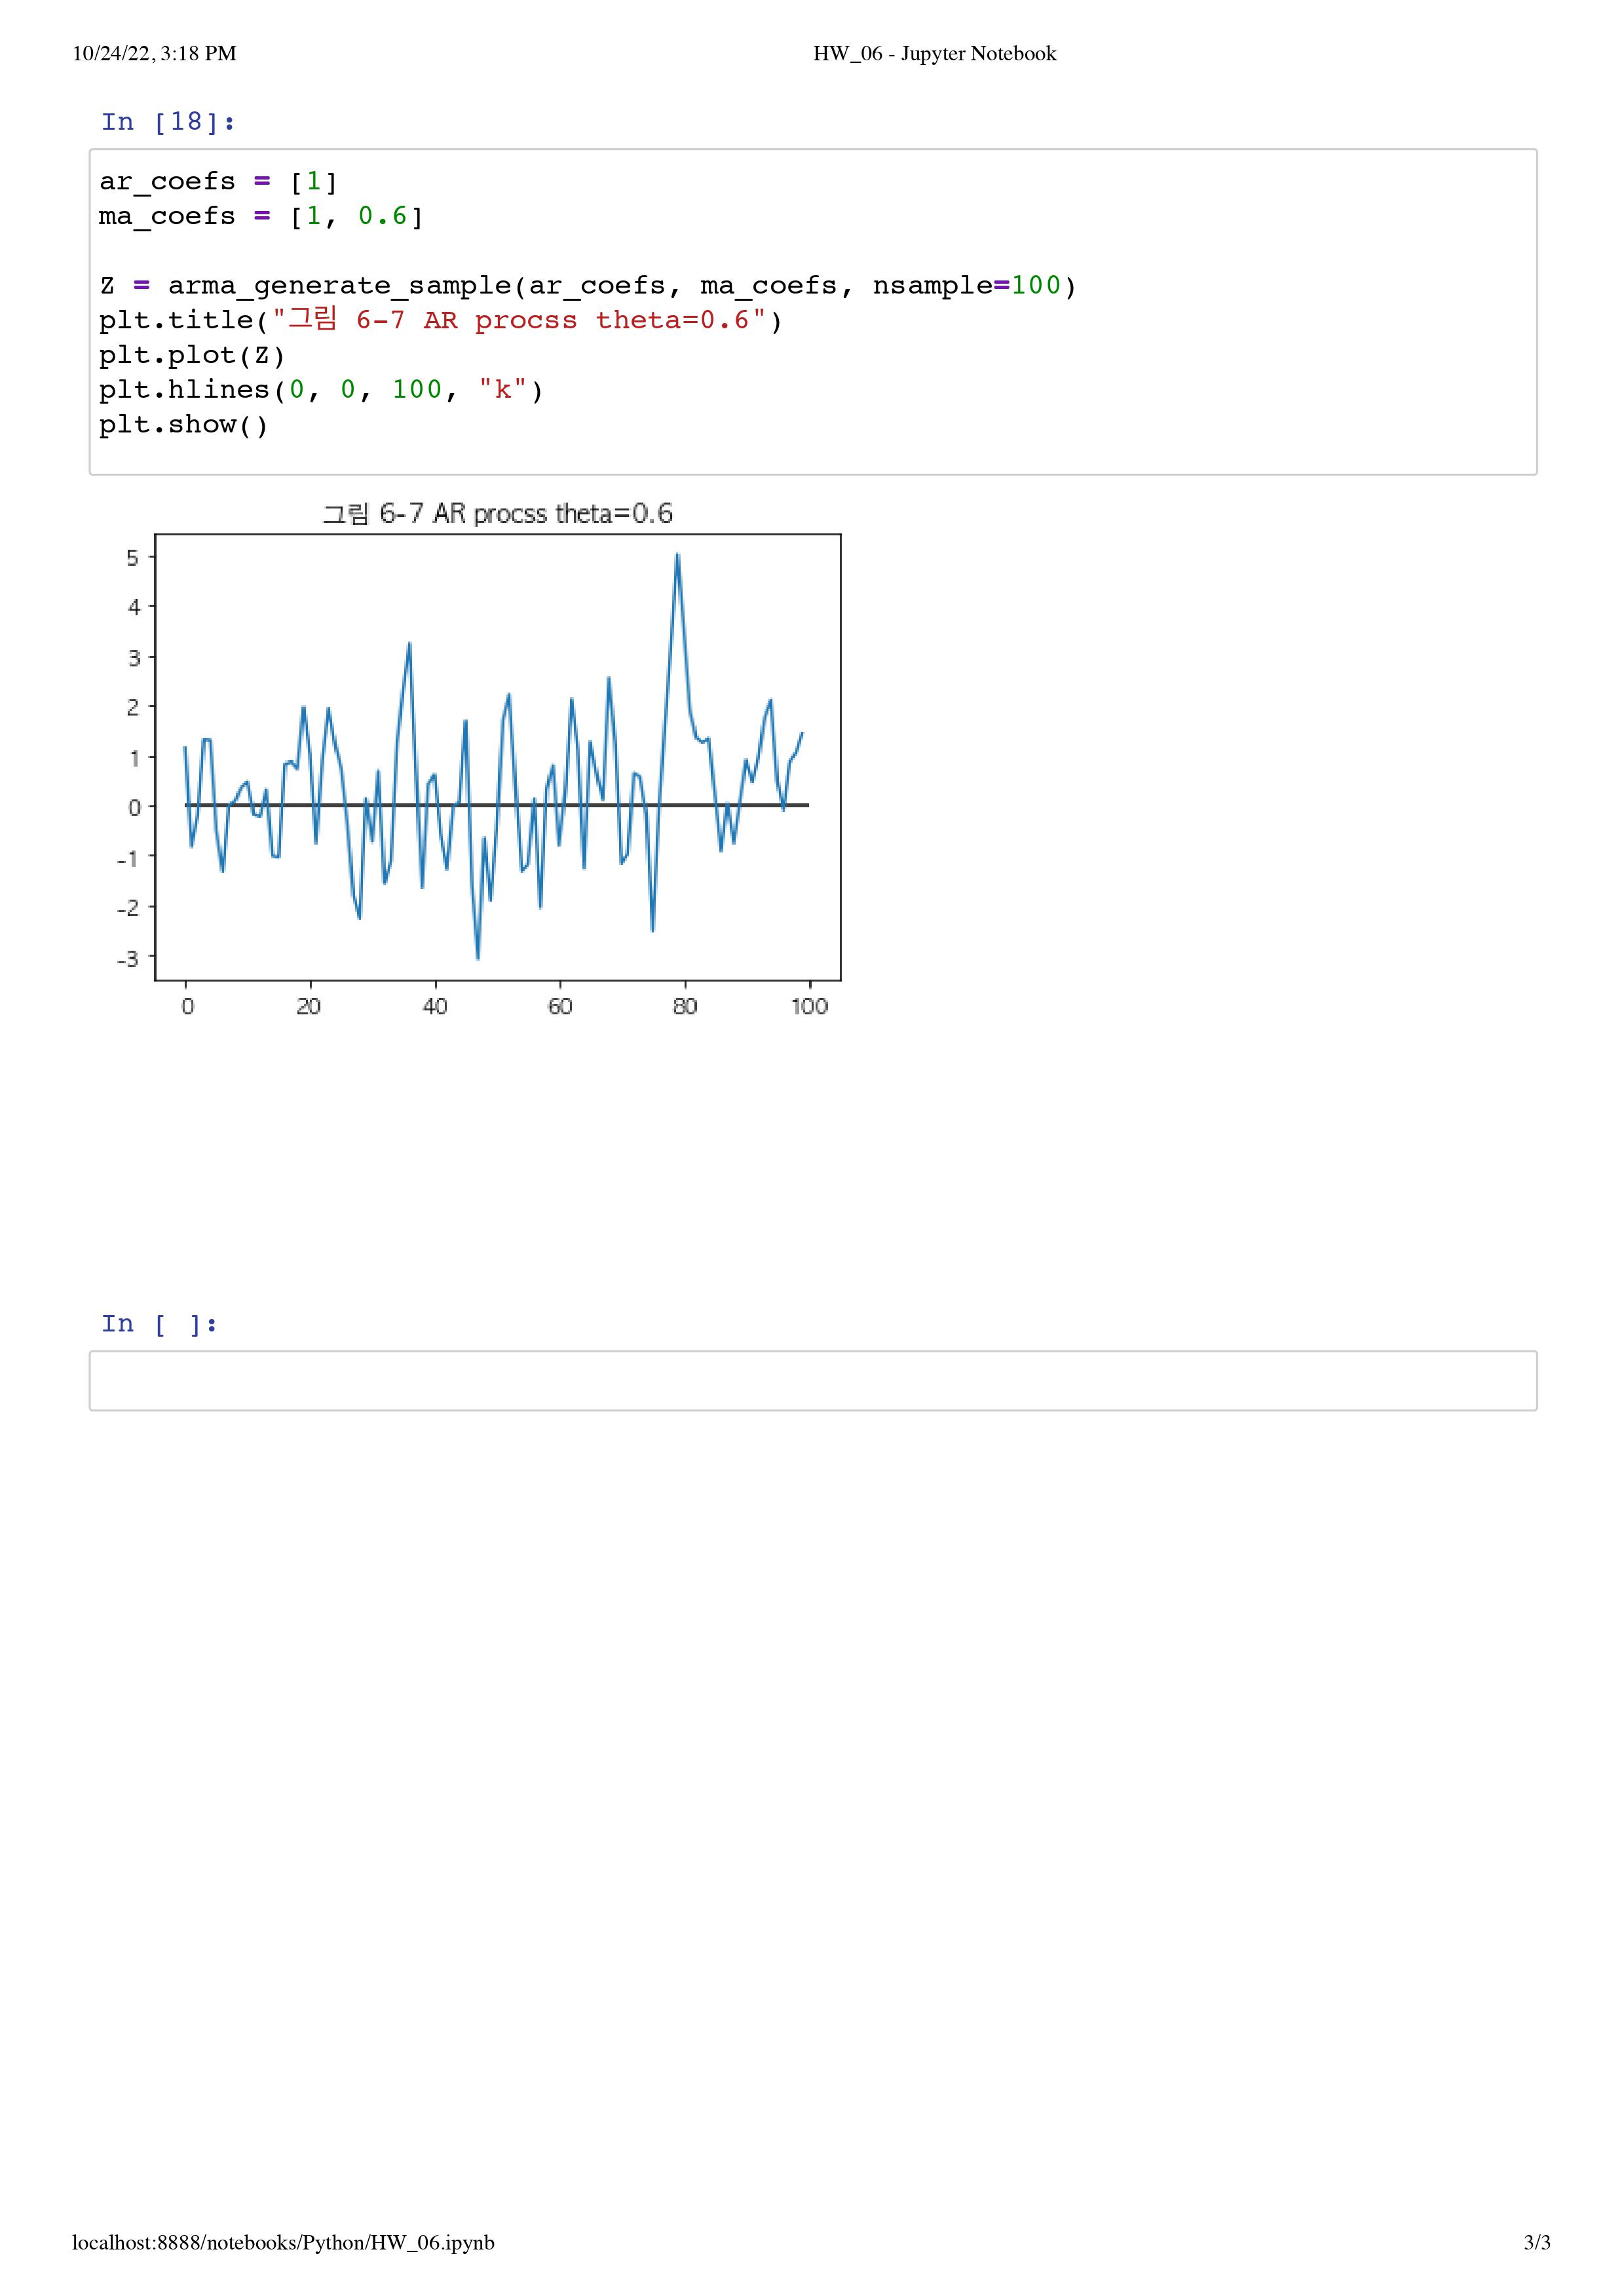 10/24/22, 3:18 PM HW_06 - Jupyter Notebook
In [18]:
ar_coefs = [1]
ma_coefs = [1, 0.6]
Z = arma_generate_sample(ar_coefs, ma_coefs, nsample=100)
plt.title("그림 6-7 AR procss theta=0.6")
plt.plot(Z)
plt.hlines(0, 0, 100, "k")
plt.show()
그림 6-7 AR procss theta=0.6
5
4
3
2
1
0
-1
-2
-3
0 20 40 60 80 100
In [ ]:
localhost:8888/notebooks/Python/HW_06.ipynb 3/3